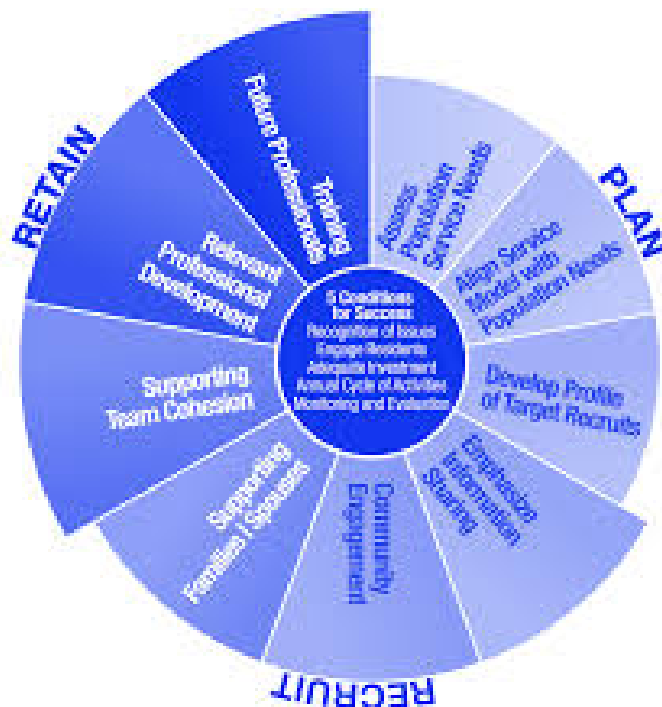 PLAN
Assess
Population
Service Needs
Align Service
Model with
Population Needs
Develop Profile
of Target Recruits
RECRUIT
Emphasize
Information
Sharing
Community
Engagement
Supporting
Families / Spouses
RETAIN
Supporting
Team Cohesion
Relevant
Professional
Development
Training
Future Professionals
5 Conditions
for Success:
Recognition of Issues
Engage Residents
Adequate Investment
Annual Cycle of Activities
Monitoring and Evaluation